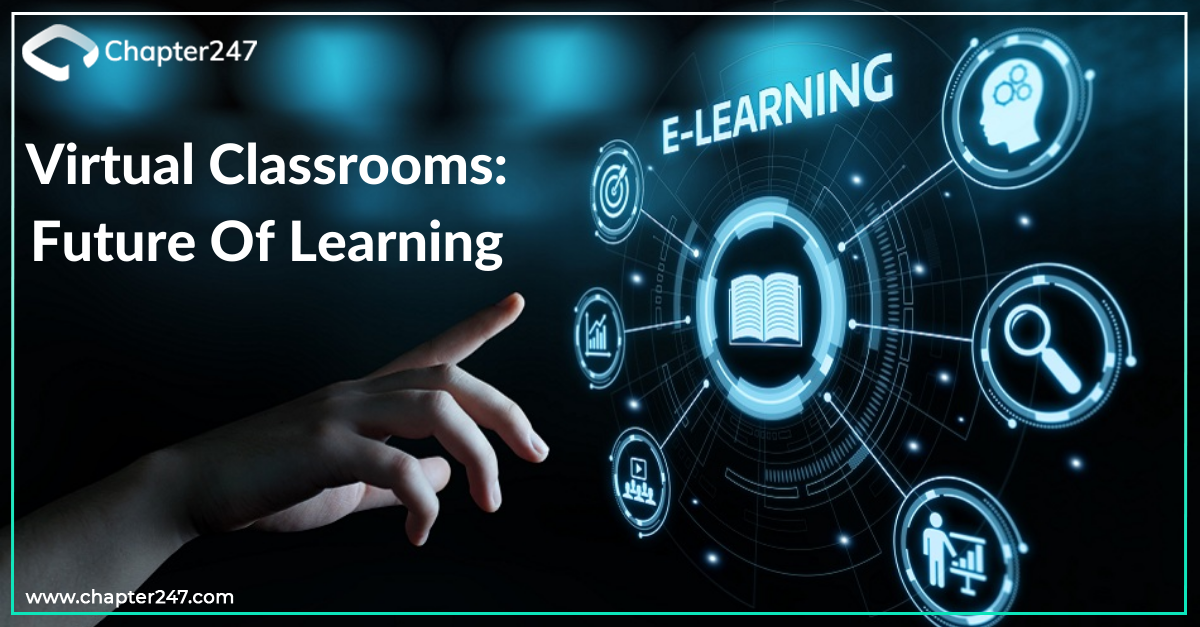 Chapter247
Virtual Classrooms:
Future Of Learning
E-LEARNING
www.chapter247.com